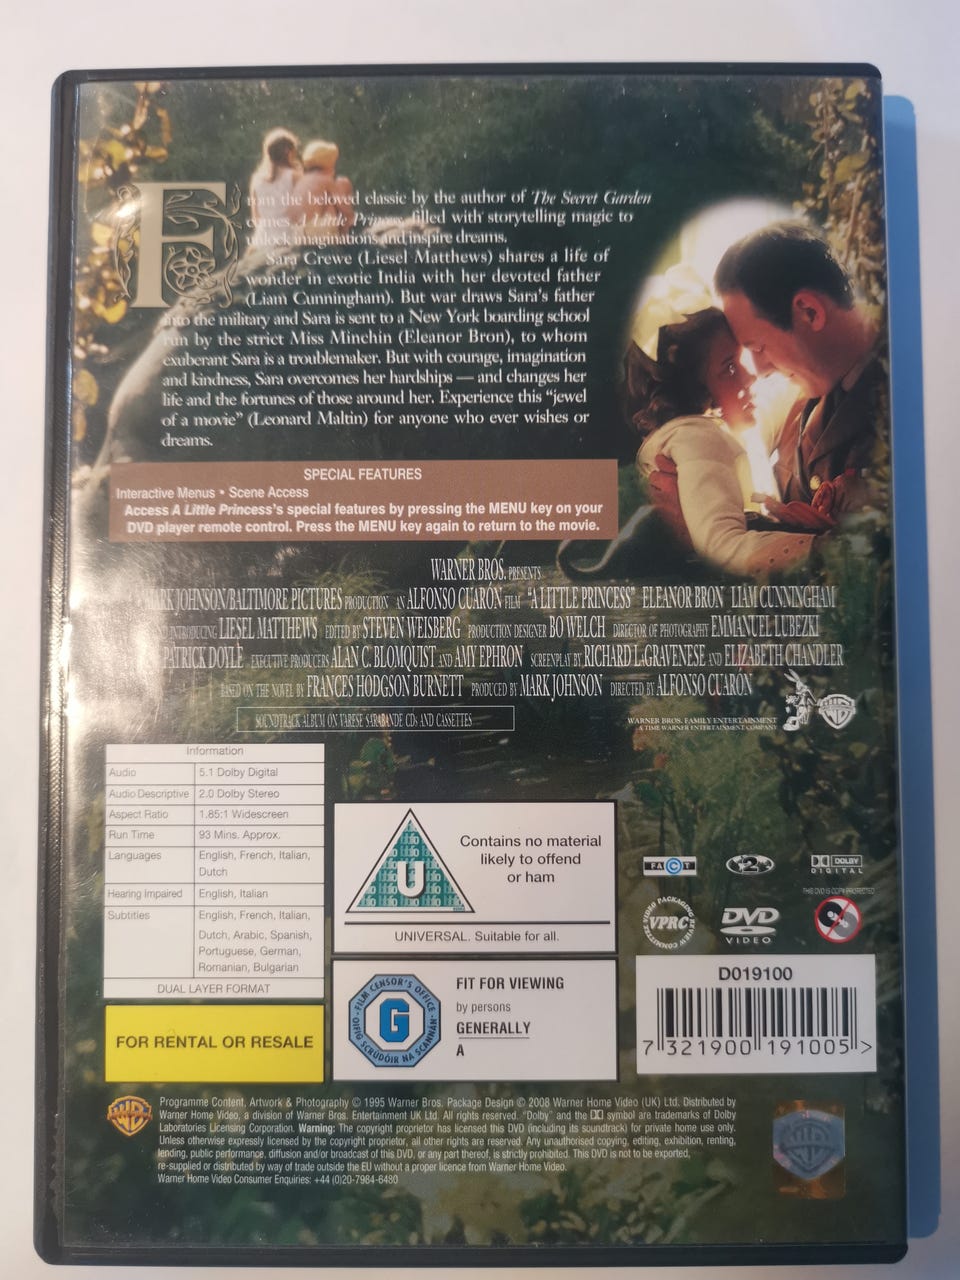 From the beloved classic by the author of The Secret Garden
comes A Little Princess, filled with storytelling magic to
unlock imaginations and inspire dreams.
Sara Crewe (Liesel Matthews) shares a life of
wonder in exotic India with her devoted father
(Liam Cunningham). But war draws Sara's father
into the military and Sara is sent to a New York boarding school
run by the strict Miss Minchin (Eleanor Bron), to whom
exuberant Sara is a troublemaker. But with courage, imagination
and kindness, Sara overcomes her hardships — and changes her
life and the fortunes of those around her. Experience this "jewel
of a movie" (Leonard Maltin) for anyone who ever wishes or
dreams.
SPECIAL FEATURES
Interactive Menus • Scene Access
Access A Little Princess's special features by pressing the MENU key on your
DVD player remote control. Press the MENU key again to return to the movie.
WARNER BROS. PRESENTS
MARK JOHNSON/BALTIMORE PICTURES PRODUCTION AN ALFONSO CUARÓN FILM "A LITTLE PRINCESS" ELEANOR BRON LIAM CUNNINGHAM
AND INTRODUCING LIESEL MATTHEWS EDITED BY STEVEN WEISBERG PRODUCTION DESIGNER BO WELCH DIRECTOR OF PHOTOGRAPHY EMMANUEL LUBEZKI
PATRICK DOYLE EXECUTIVE PRODUCERS ALAN C. BLOMQUIST AND AMY EPHRON SCREENPLAY BY RICHARD LaGRAVENESE AND ELIZABETH CHANDLER
BASED ON THE NOVEL BY FRANCES HODGSON BURNETT PRODUCED BY MARK JOHNSON DIRECTED BY ALFONSO CUARÓN
SOUNDTRACK ALBUM ON VARESE SARABANDE CDs AND CASSETTES
WARNER BROS. FAMILY ENTERTAINMENT
A TIME WARNER ENTERTAINMENT COMPANY
Information
Audio 5.1 Dolby Digital
Audio Descriptive 2.0 Dolby Stereo
Aspect Ratio 1.85:1 Widescreen
Run Time 93 Mins. Approx.
Languages English, French, Italian,
Dutch
Hearing Impaired English, Italian
Subtitles English, French, Italian,
Dutch, Arabic, Spanish,
Portuguese, German,
Romanian, Bulgarian
DUAL LAYER FORMAT
FOR RENTAL OR RESALE
U
Contains no material
likely to offend
or ham
UNIVERSAL. Suitable for all.
FILM CENSOR'S OFFICE
OIFIG SCRÚDÓIR NA SCANNÁN
G
FIT FOR VIEWING
by persons
GENERALLY
A
FACT
2
DOLBY
DIGITAL
THIS DVD IS COPY PROTECTED
VIDEO PACKAGING REVIEW COMMITTEE
VPRC
DVD
VIDEO
D019100
7 321900 191005 >
Programme Content, Artwork & Photography © 1995 Warner Bros. Package Design © 2008 Warner Home Video (UK) Ltd. Distributed by
Warner Home Video, a division of Warner Bros. Entertainment UK Ltd. All rights reserved. "Dolby" and the DD symbol are trademarks of Dolby
Laboratories Licensing Corporation. Warning: The copyright proprietor has licensed this DVD (including its soundtrack) for private home use only.
Unless otherwise expressly licensed by the copyright proprietor, all other rights are reserved. Any unauthorised copying, editing, exhibition, renting,
lending, public performance, diffusion and/or broadcast of this DVD, or any part thereof, is strictly prohibited. This DVD is not to be exported,
re-supplied or distributed by way of trade outside the EU without a proper licence from Warner Home Video.
Warner Home Video Consumer Enquiries: +44 (0)20-7984-6480